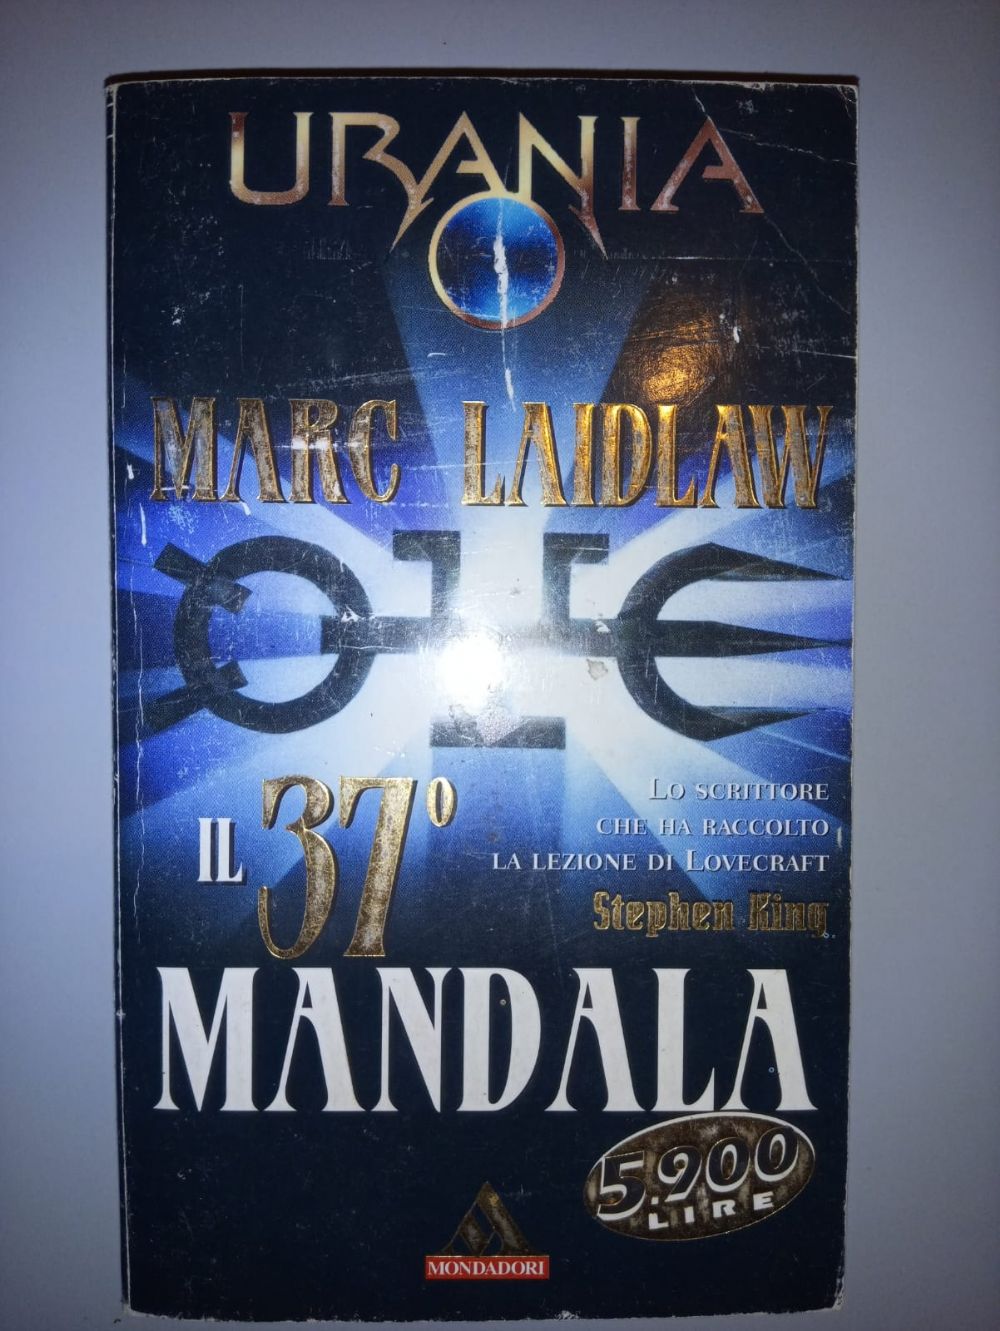 URANIA
MARC LAIDLAW
IL 37°
LO SCRITTORE
CHE HA RACCOLTO
LA LEZIONE DI LOVECRAFT
Stephen King
MANDALA
5.900
LIRE
MONDADORI